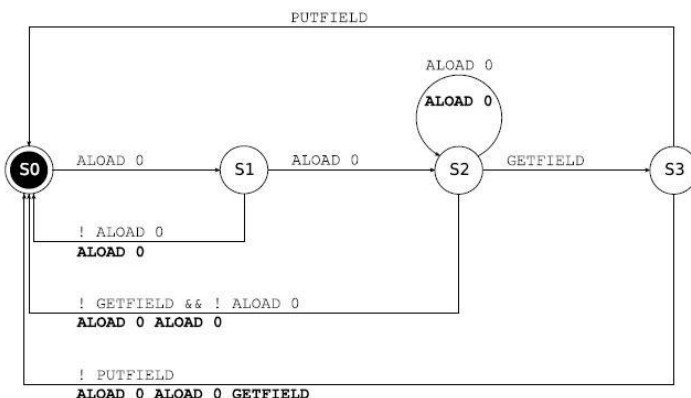 PUTFIELD
ALOAD 0
ALOAD 0
S0 ALOAD 0 S1 ALOAD 0 S2 GETFIELD S3
! ALOAD 0
ALOAD 0
! GETFIELD && ! ALOAD 0
ALOAD 0 ALOAD 0
! PUTFIELD
ALOAD 0 ALOAD 0 GETFIELD